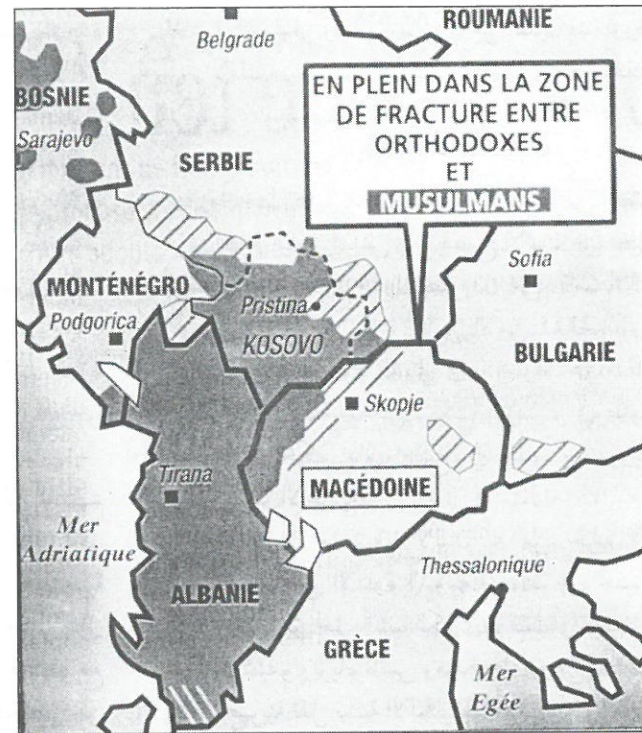 ROUMANIE
Belgrade
BOSNIE
Sarajevo
SERBIE
EN PLEIN DANS LA ZONE
DE FRACTURE ENTRE
ORTHODOXES
ET
MUSULMANS
MONTÉNÉGRO
Podgorica
Pristina
KOSOVO
Sofia
BULGARIE
Skopje
MACÉDOINE
Tirana
Mer
Adriatique
ALBANIE
Thessalonique
GRÈCE
Mer
Egée